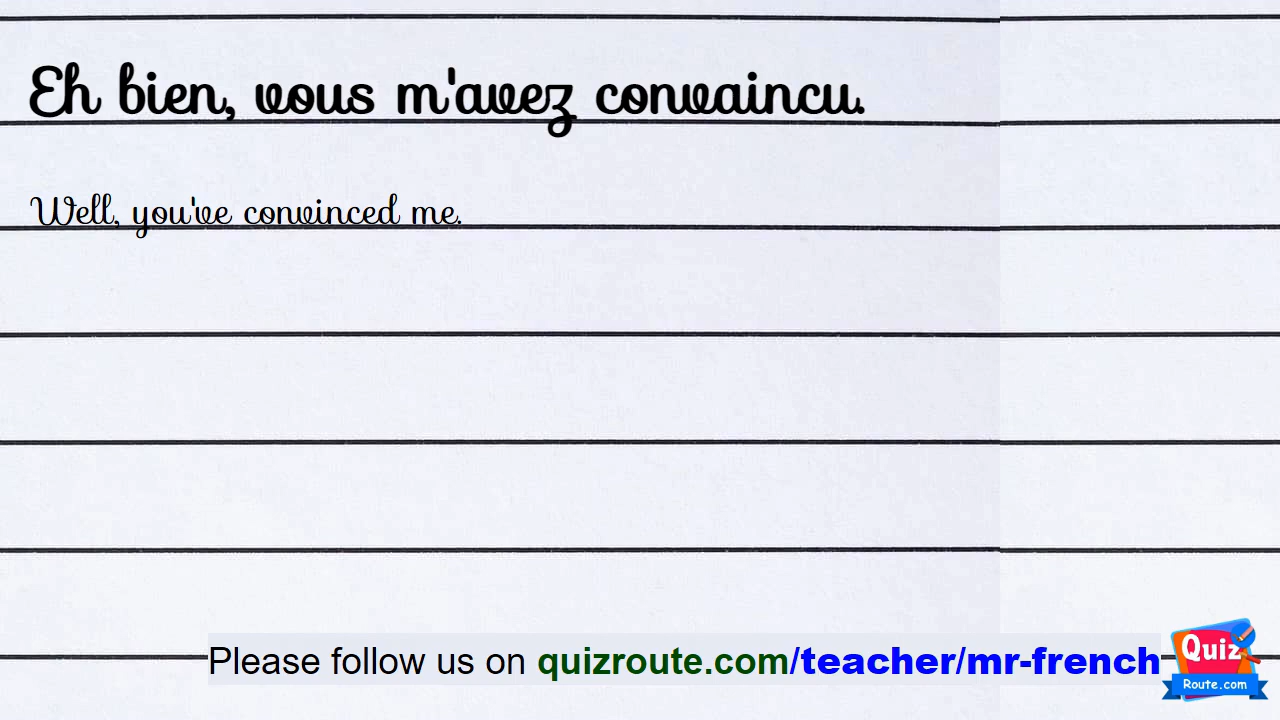 Eh bien, vous m'avez convaincu.
Well, you've convinced me.
Please follow us on quizroute.com/teacher/mr-french
Quiz
Route.com